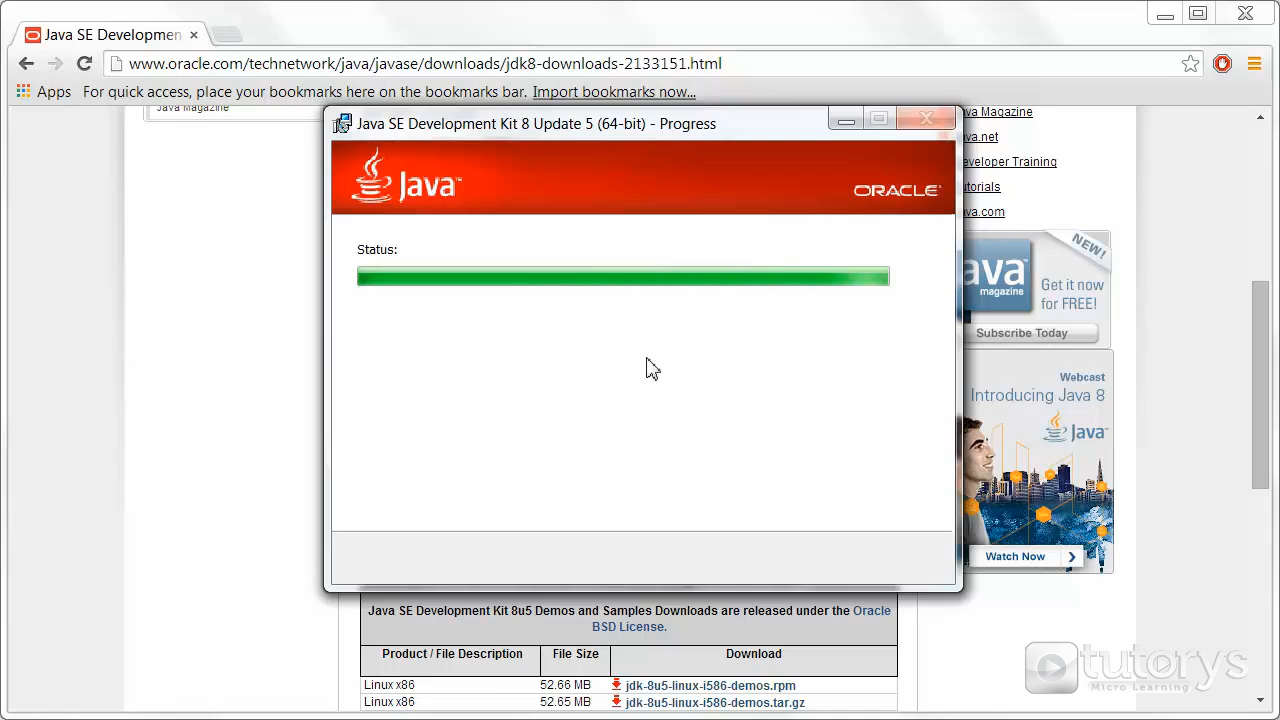 Java SE Developmen
www.oracle.com/technetwork/java/javase/downloads/jdk8-downloads-2133151.html
Apps For quick access, place your bookmarks here on the bookmarks bar. Import bookmarks now...
Java Magazine
Java SE Development Kit 8 Update 5 (64-bit) - Progress
Java™
ORACLE
Status:
va Magazine
va.net
eveloper Training
utorials
va.com
NEW!
ava
magazine
Get it now
for FREE!
Subscribe Today
Webcast
Introducing Java 8
Java™
Watch Now
Java SE Development Kit 8u5 Demos and Samples Downloads are released under the Oracle
BSD License.
Product / File Description File Size Download
Linux x86 52.66 MB jdk-8u5-linux-i586-demos.rpm
Linux x86 52.65 MB jdk-8u5-linux-i586-demos.tar.gz
tutorys
Micro Learning